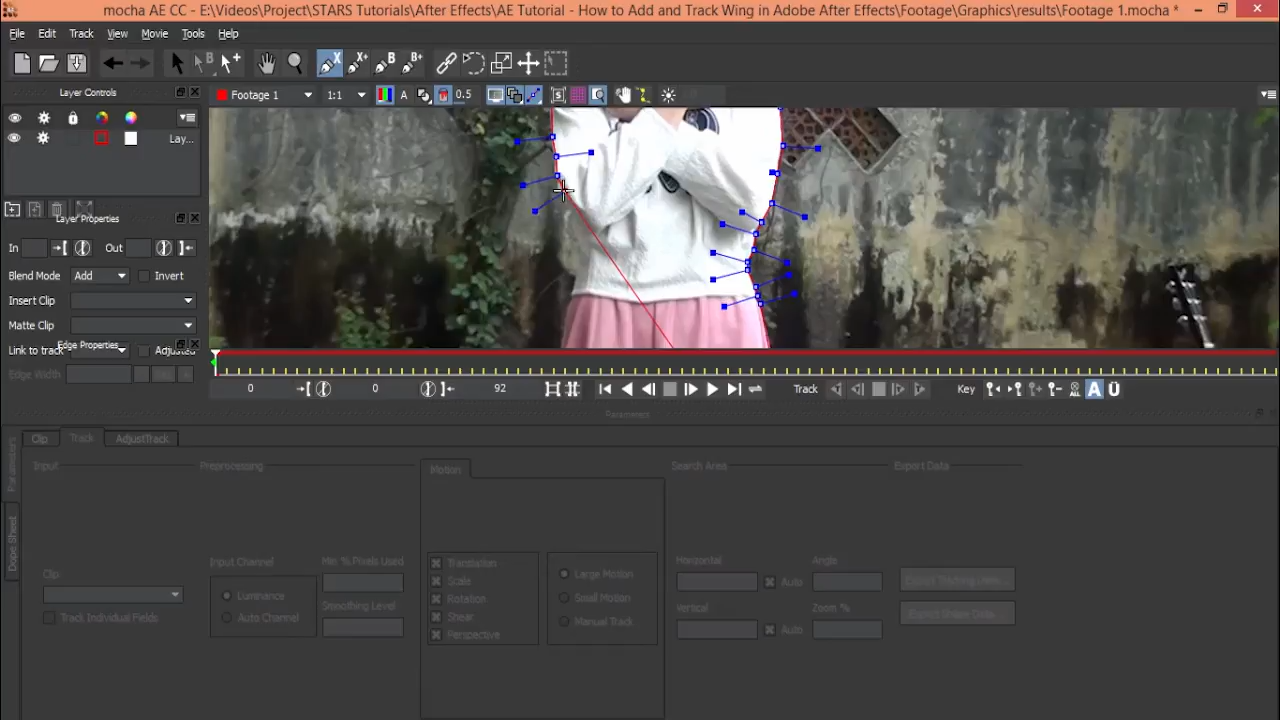 mocha AE CC - E:\Videos\Project\STARS Tutorials\After Effects\AE Tutorial - How to Add and Track Wing in Adobe After Effects\Footage\Graphics\results\Footage 1.mocha *
File Edit Track View Movie Tools Help
Layer Controls
Footage 1 1:1 A 0.5
Lay...
Layer Properties
In Out
Blend Mode Add Invert
Insert Clip
Matte Clip
Link to track Adjusted
Edge Properties
Edge Width
0 0 92 Track Key ALL A Ü
Parameters
Clip Track AdjustTrack
Parameters
Dope Sheet
Input Preprocessing Motion Search Area Export Data
Clip:
Track Individual Fields
Input Channel
Luminance
Auto Channel
Min % Pixels Used
Smoothing Level
Translation
Scale
Rotation
Shear
Perspective
Large Motion
Small Motion
Manual Track
Horizontal Angle
Auto
Vertical Zoom %
Auto
Export Tracking Data...
Export Shape Data...